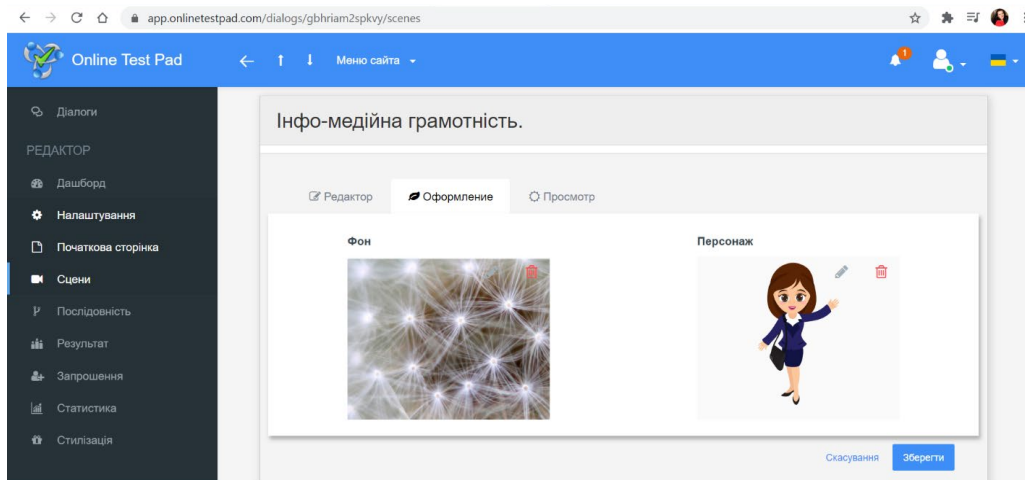 app.onlinetestpad.com/dialogs/gbhriam2spkvy/scenes
Online Test Pad
Меню сайта
1
Діалоги
РЕДАКТОР
Дашборд
Налаштування
Початкова сторінка
Сцени
Послідовність
Результат
Запрошення
Статистика
Стилізація
Інфо-медійна грамотність.
Редактор Оформление Просмотр
Фон Персонаж
Скасування Зберегти